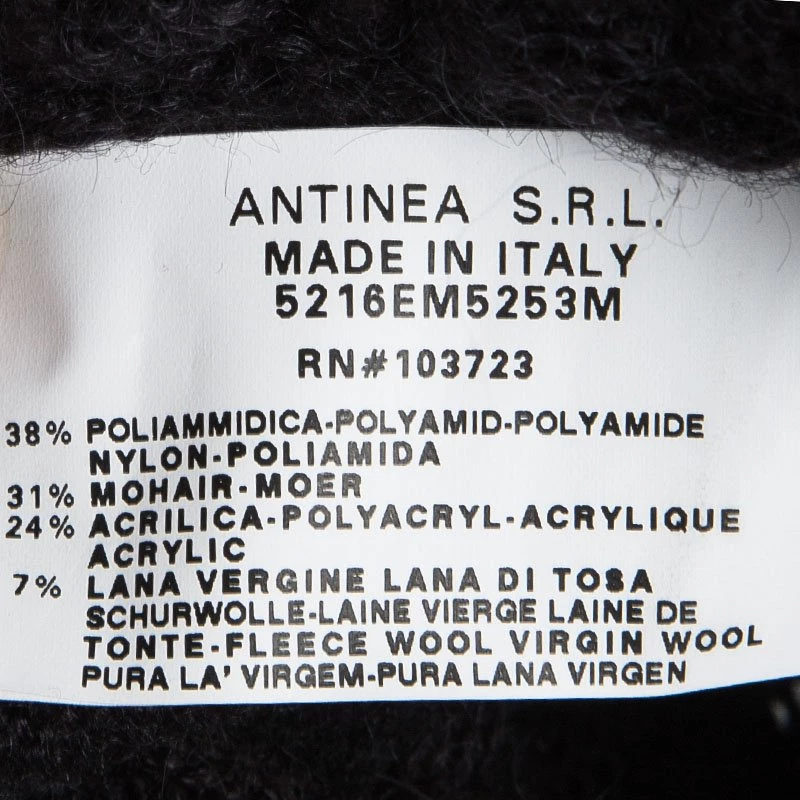 ANTINEA S.R.L.
MADE IN ITALY
5216EM5253M
RN#103723
38% POLIAMMIDICA-POLYAMID-POLYAMIDE
NYLON-POLIAMIDA
31% MOHAIR-MOER
24% ACRILICA-POLYACRYL-ACRYLIQUE
ACRYLIC
7% LANA VERGINE LANA DI TOSA
SCHURWOLLE-LAINE VIERGE LAINE DE
TONTE-FLEECE WOOL VIRGIN WOOL
PURA LA' VIRGEM-PURA LANA VIRGEN